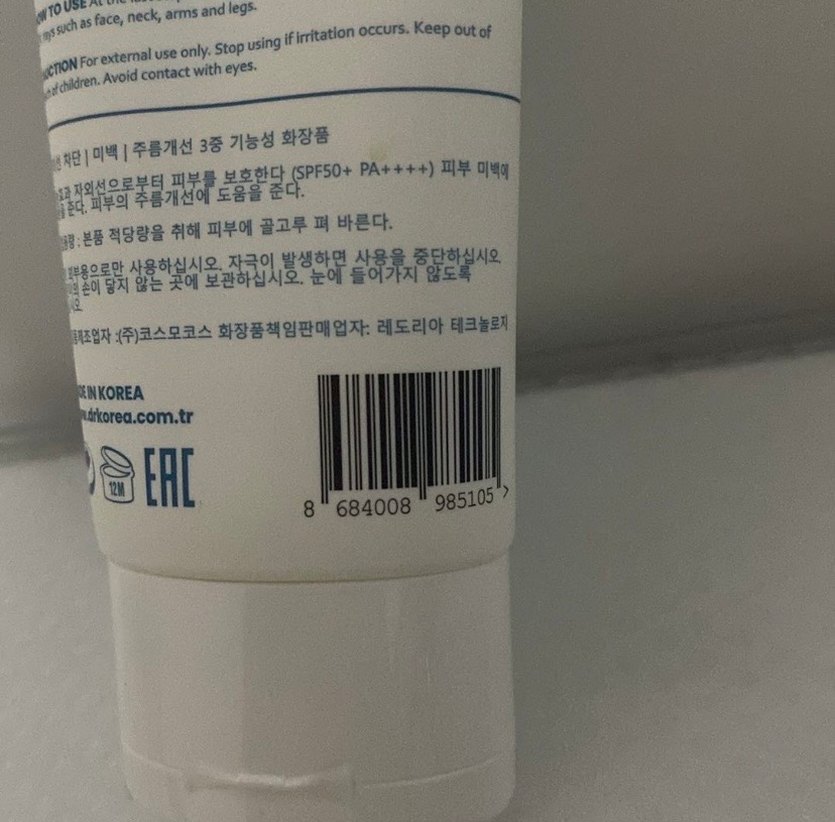 TO USE
such as face, neck, arms and legs.
For external use only. Stop using if irritation occurs. Keep out of
of children. Avoid contact with eyes.
차단 | 미백 | 주름개선 3중 기능성 화장품
자외선으로부터 피부를 보호한다 (SPF50+ PA++++) 피부 미백에
준다. 피부의 주름개선에 도움을 준다.
: 본품 적당량을 취해 피부에 골고루 펴 바른다.
사용하십시오. 자극이 발생하면 사용을 중단하십시오.
손이 닿지 않는 곳에 보관하십시오. 눈에 들어가지 않도록
:(주)코스모코스 화장품책임판매업자: 레도리아 테크놀로지
IN KOREA
.drkorea.com.tr
12M EAC
8 684008 985105 >